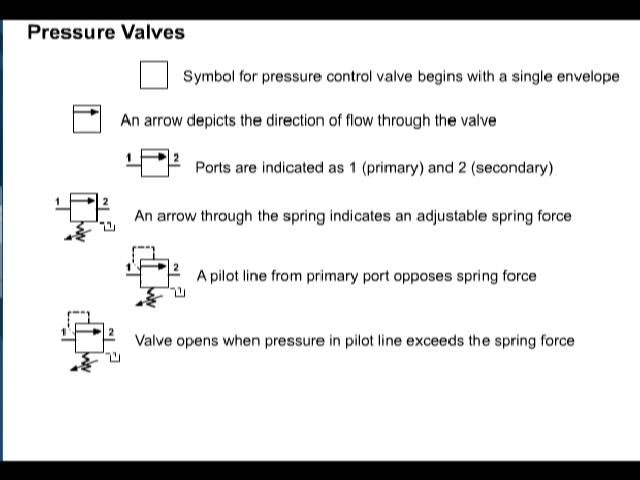 Pressure Valves
Symbol for pressure control valve begins with a single envelope
An arrow depicts the direction of flow through the valve
1 2 Ports are indicated as 1 (primary) and 2 (secondary)
1 2 An arrow through the spring indicates an adjustable spring force
1 2 A pilot line from primary port opposes spring force
1 2 Valve opens when pressure in pilot line exceeds the spring force